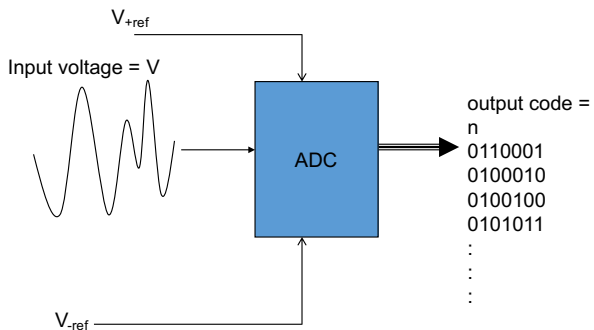 V+ref
Input voltage = V
ADC
output code =
n
0110001
0100010
0100100
0101011
:
:
:
V-ref